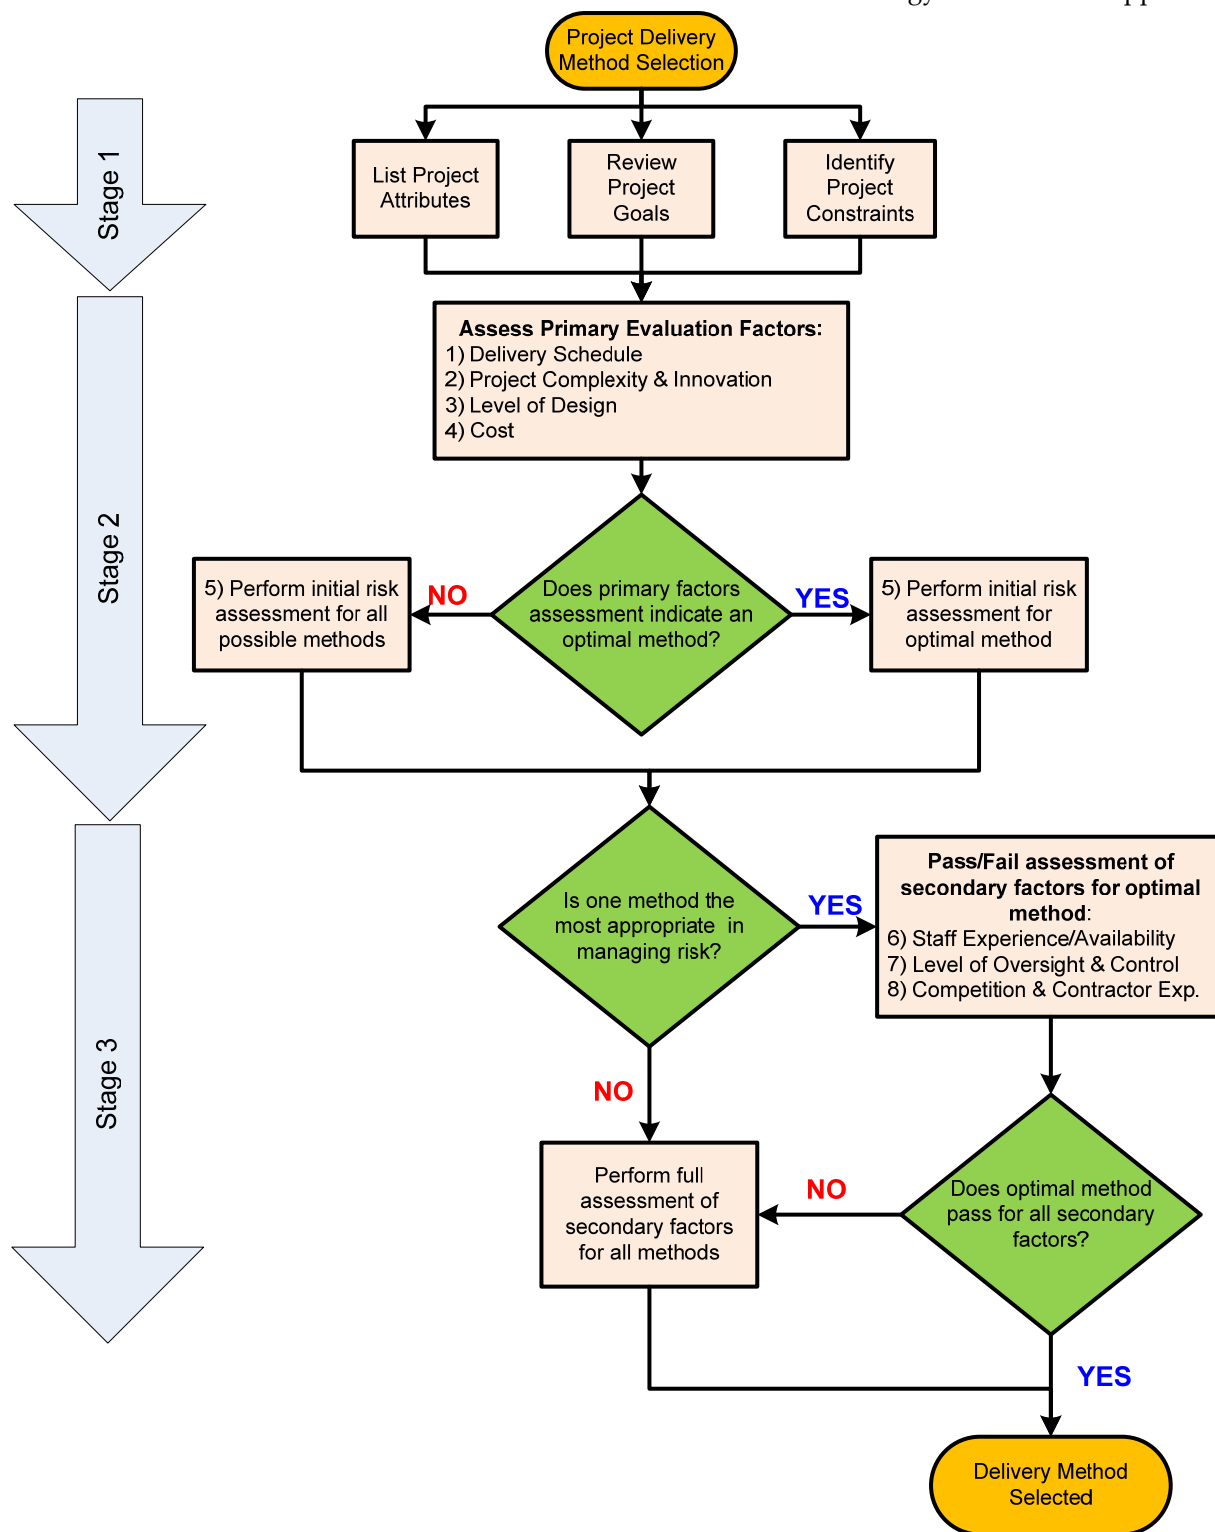 Project Delivery
Method Selection
Stage 1
List Project
Attributes
Review
Project
Goals
Identify
Project
Constraints
Assess Primary Evaluation Factors:
1) Delivery Schedule
2) Project Complexity & Innovation
3) Level of Design
4) Cost
Stage 2
5) Perform initial risk
assessment for all
possible methods
NO
Does primary factors
assessment indicate an
optimal method?
YES
5) Perform initial risk
assessment for
optimal method
Stage 3
Is one method the
most appropriate in
managing risk?
YES
Pass/Fail assessment of
secondary factors for optimal
method:
6) Staff Experience/Availability
7) Level of Oversight & Control
8) Competition & Contractor Exp.
NO
Perform full
assessment of
secondary factors
for all methods
NO
Does optimal method
pass for all secondary
factors?
YES
Delivery Method
Selected